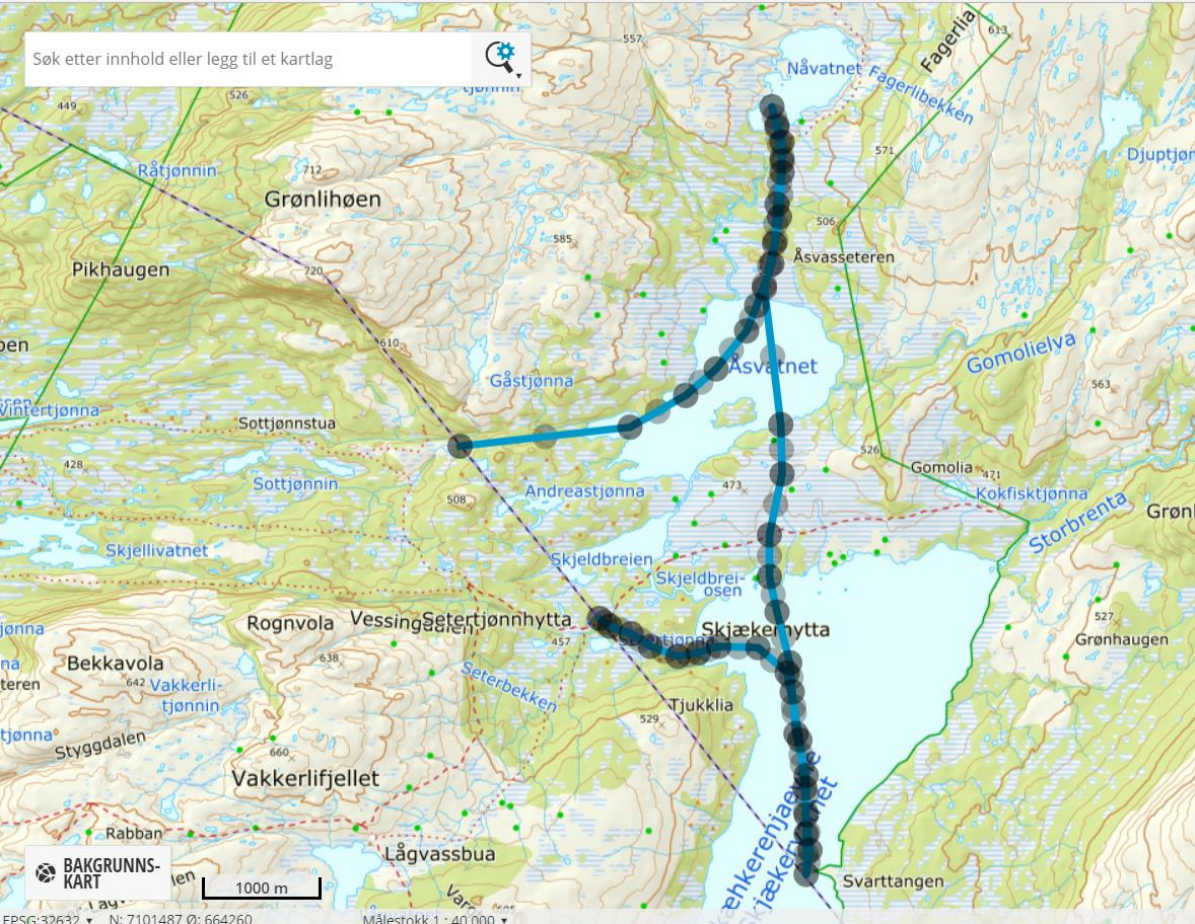 Fagerlia
613
557
Søk etter innhold eller legg til et kartlag
Nåvatnet
Fagerlibekken
tjønnin
526
449
571
Djuptjør
Råtjønnin
712
Grønlihøen
506
585
Åsvasseteren
Pikhaugen
720
610
Gomolielva
Åsvatnet
Gåstjønna
563
Vintertjønna
Sottjønnstua
526
428
Gomolia
471
Sottjønnin
473
Kokfisktjønna
508
Andreastjønna
Storbrenta
Skjellivatnet
Skjeldbreien
Skjeldbrei-
osen
527
Rognvola
Setertjønnhytta
Skjækerhytta
457
Grønhaugen
638
Bekkavola
642
Vakkerli-
tjønnin
Seterbekken
Tjukklia
529
Styggdalen
660
Vakkerlifjellet
Rabban
Lågvassbua
BAKGRUNNS-
KART
1000 m
Svarttangen
EPSG:32632
N: 7101487 Ø: 664260
Målestokk 1 : 40 000